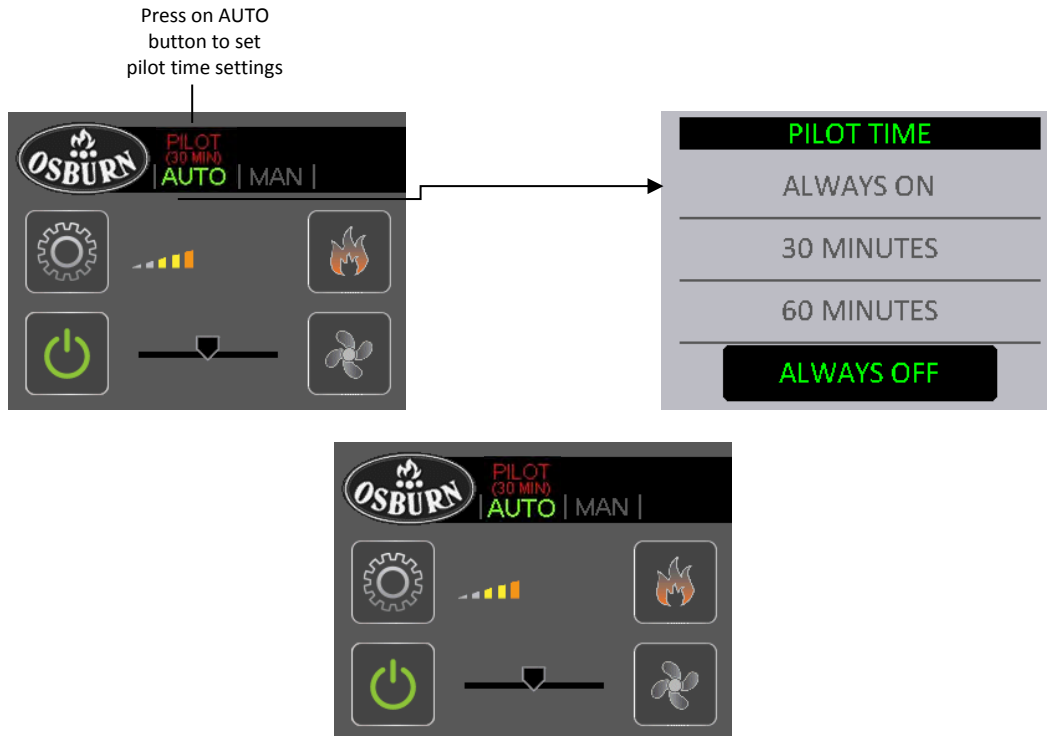 Press on AUTO
button to set
pilot time settings
OSBURN
PILOT
(30 MIN)
|AUTO | MAN |
PILOT TIME
ALWAYS ON
30 MINUTES
60 MINUTES
ALWAYS OFF
OSBURN
PILOT
(30 MIN)
|AUTO | MAN |